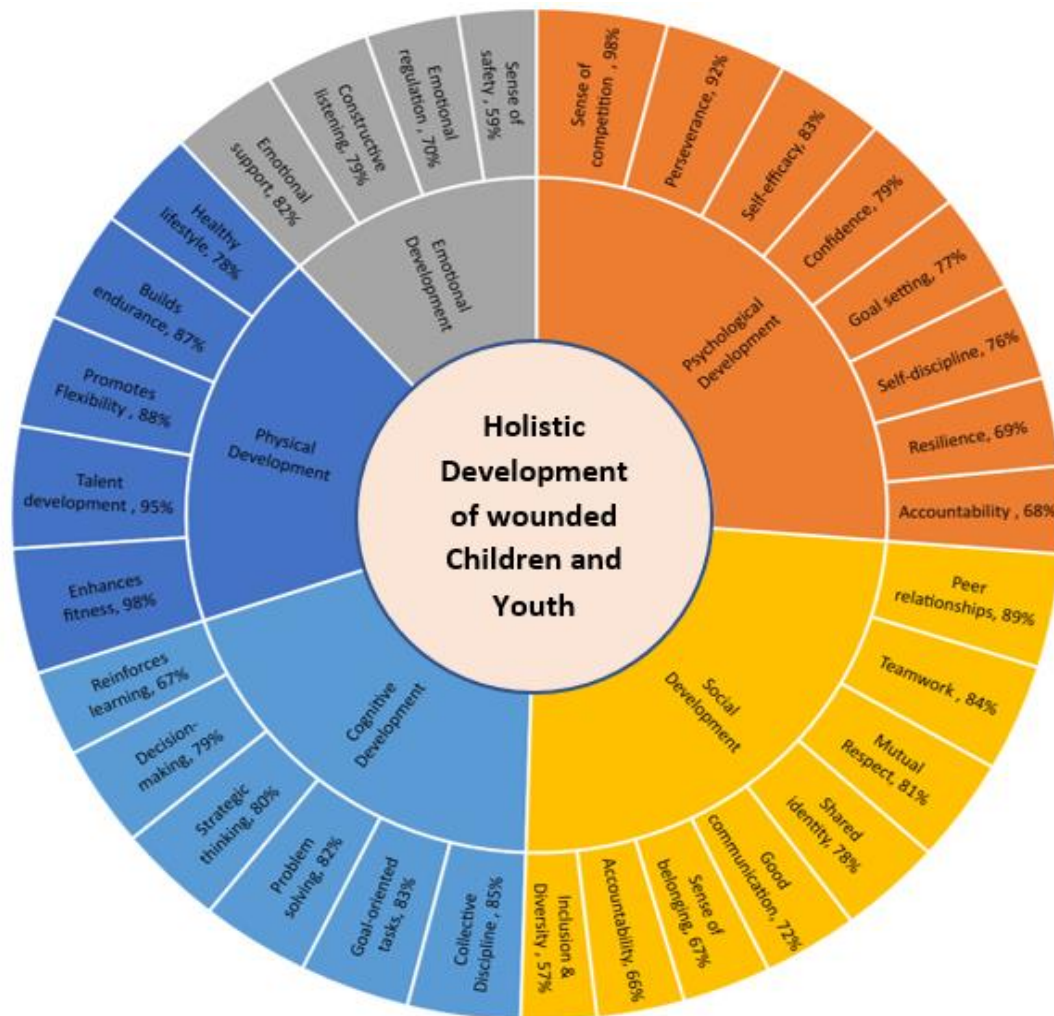 Holistic
Development
of wounded
Children and
Youth
Psychological
Development
Sense of
competition , 98%
Perseverance, 92%
Self-efficacy, 83%
Confidence, 79%
Goal setting, 77%
Self-discipline, 76%
Resilience, 69%
Accountability , 68%
Social
Development
Peer
relationships, 89%
Teamwork , 84%
Mutual
Respect, 81%
Shared
identity, 78%
Good
communication, 72%
Sense of
belonging, 67%
Accountability, 66%
Inclusion &
Diversity , 57%
Cognitive
Development
Collective
Discipline , 85%
Goal-oriented
tasks, 83%
Problem
solving, 82%
Strategic
thinking, 80%
Decision-
making, 79%
Reinforces
learning, 67%
Physical
Development
Enhances
fitness, 98%
Talent
development , 95%
Promotes
Flexibility , 88%
Builds
endurance, 87%
Healthy
lifestyle, 78%
Emotional
Development
Emotional
support, 82%
Constructive
listening, 79%
Emotional
regulation , 70%
Sense of
safety , 59%